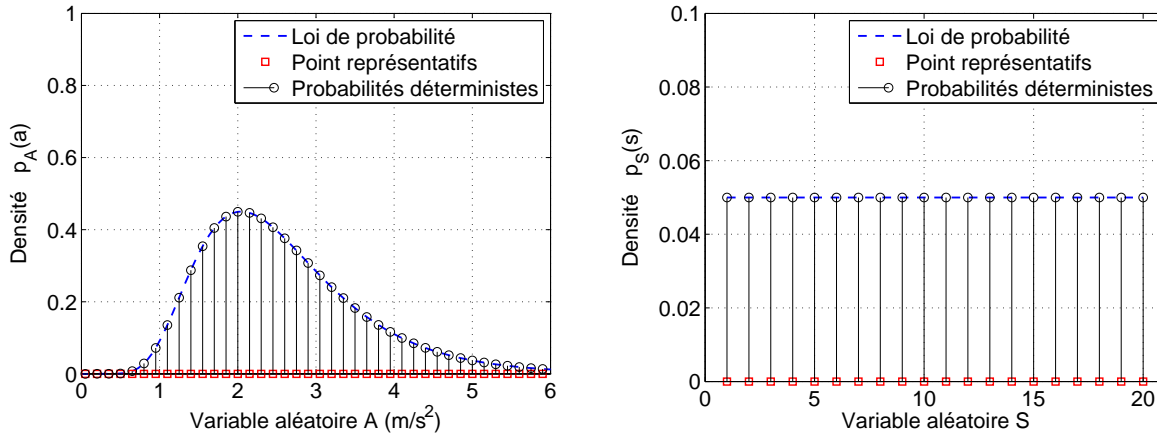 1
0.8
0.6
0.4
0.2
0
0 1 2 3 4 5 6
Densité p_A(a)
Variable aléatoire A (m/s²)
Loi de probabilité
Point représentatifs
Probabilités déterministes
0.1
0.08
0.06
0.04
0.02
0
0 5 10 15 20
Densité p_S(s)
Variable aléatoire S
Loi de probabilité
Point représentatifs
Probabilités déterministes